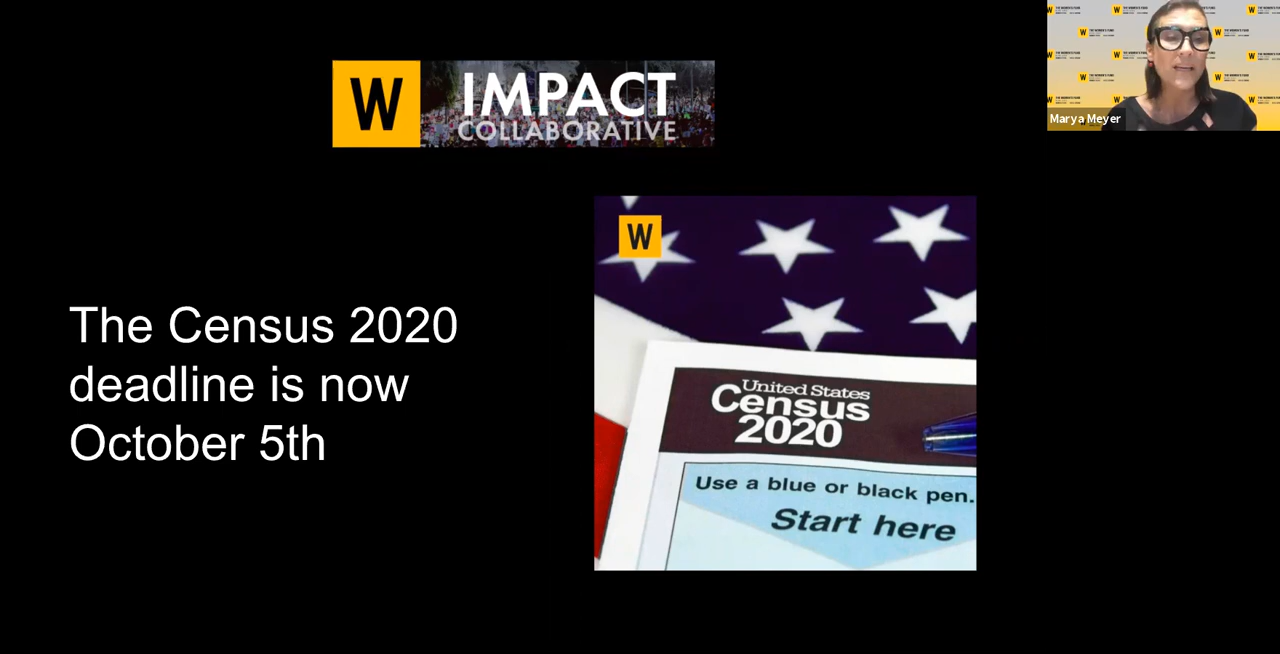 W IMPACT
COLLABORATIVE
Marya Meyer
W
The Census 2020
deadline is now
October 5th
United States
Census
2020
Use a blue or black pen.
Start here